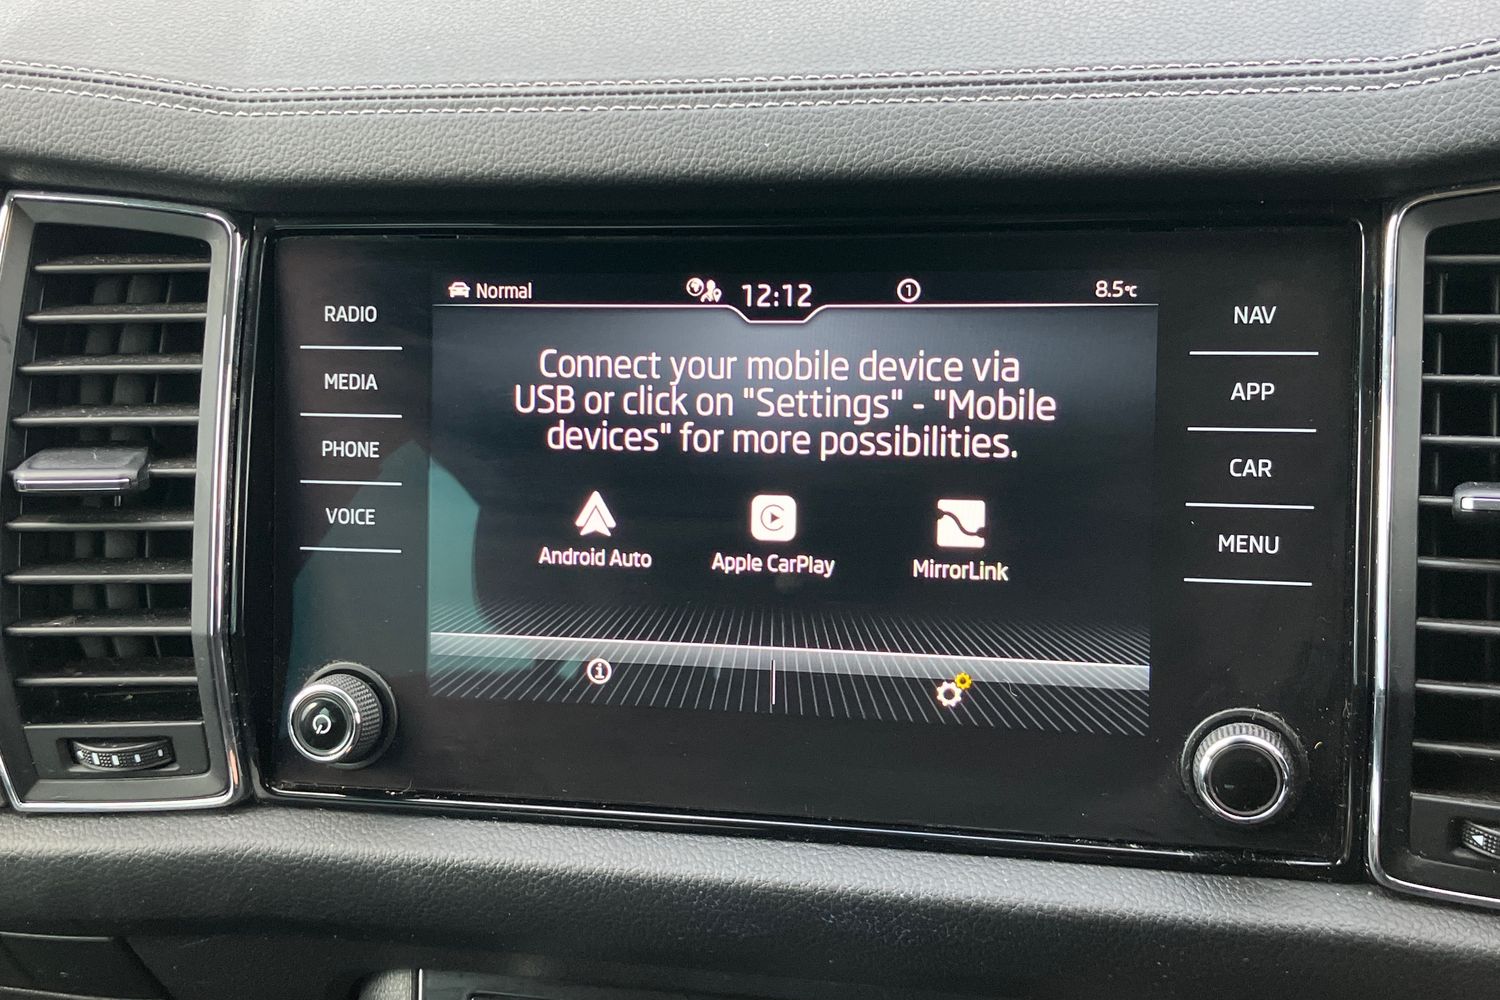 Normal
12:12
1
8.5°C
RADIO
MEDIA
PHONE
VOICE
Connect your mobile device via
USB or click on "Settings" - "Mobile
devices" for more possibilities.
Android Auto
Apple CarPlay
MirrorLink
NAV
APP
CAR
MENU